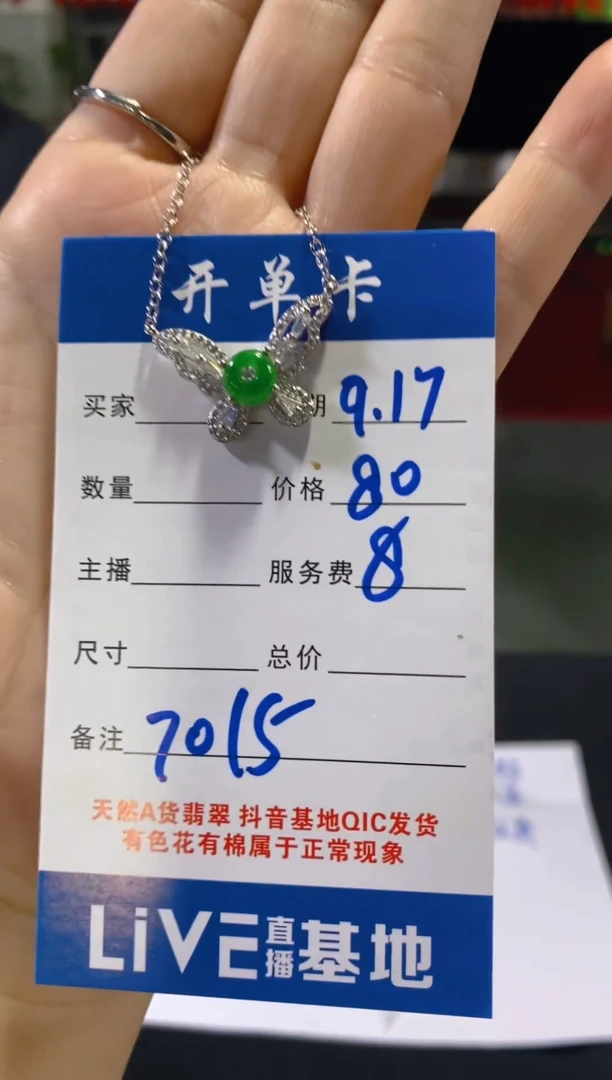 开单卡
买家 期 9.17
数量 价格 80
主播 服务费 8
尺寸 总价
备注 7015
天然A货翡翠 抖音基地QIC发货
有色花有棉属于正常现象
LiVE直播基地